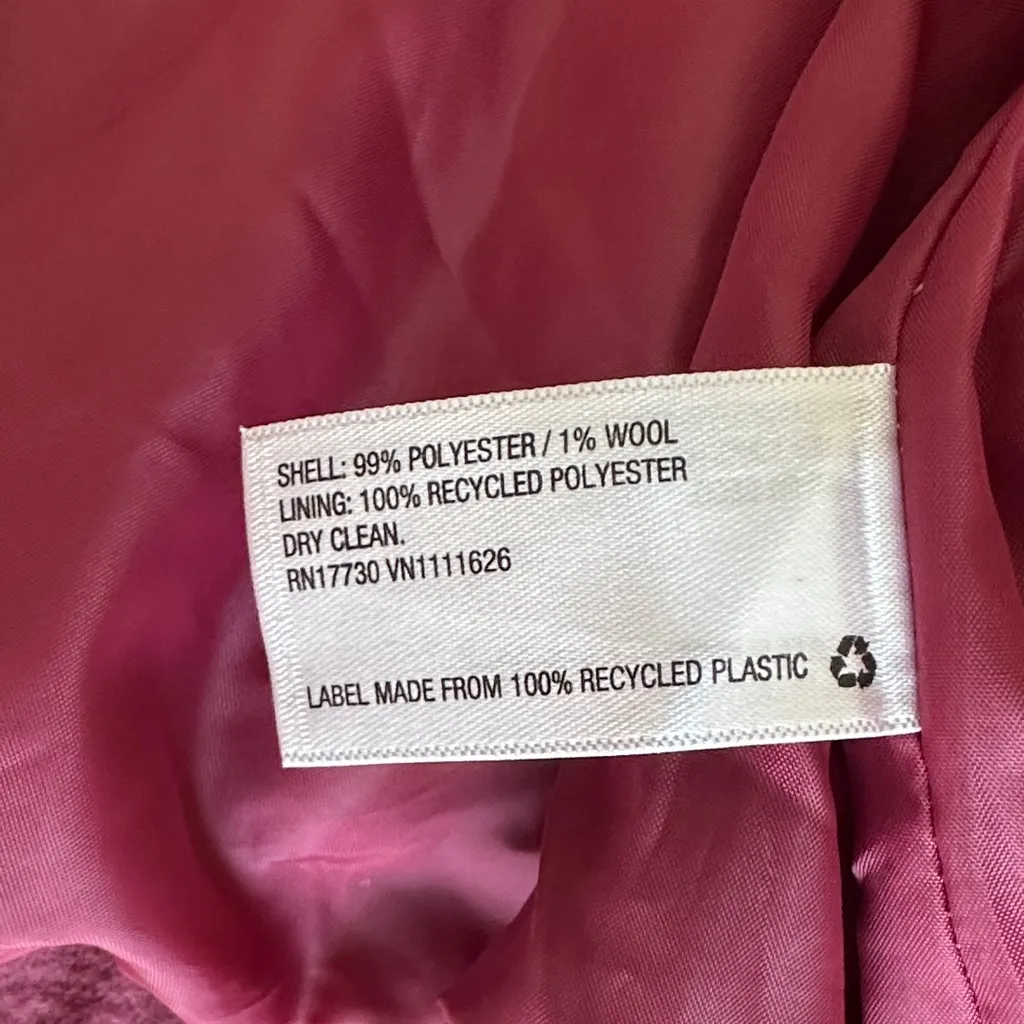 SHELL: 99% POLYESTER / 1% WOOL
LINING: 100% RECYCLED POLYESTER
DRY CLEAN.
RN17730 VN1111626
LABEL MADE FROM 100% RECYCLED PLASTIC